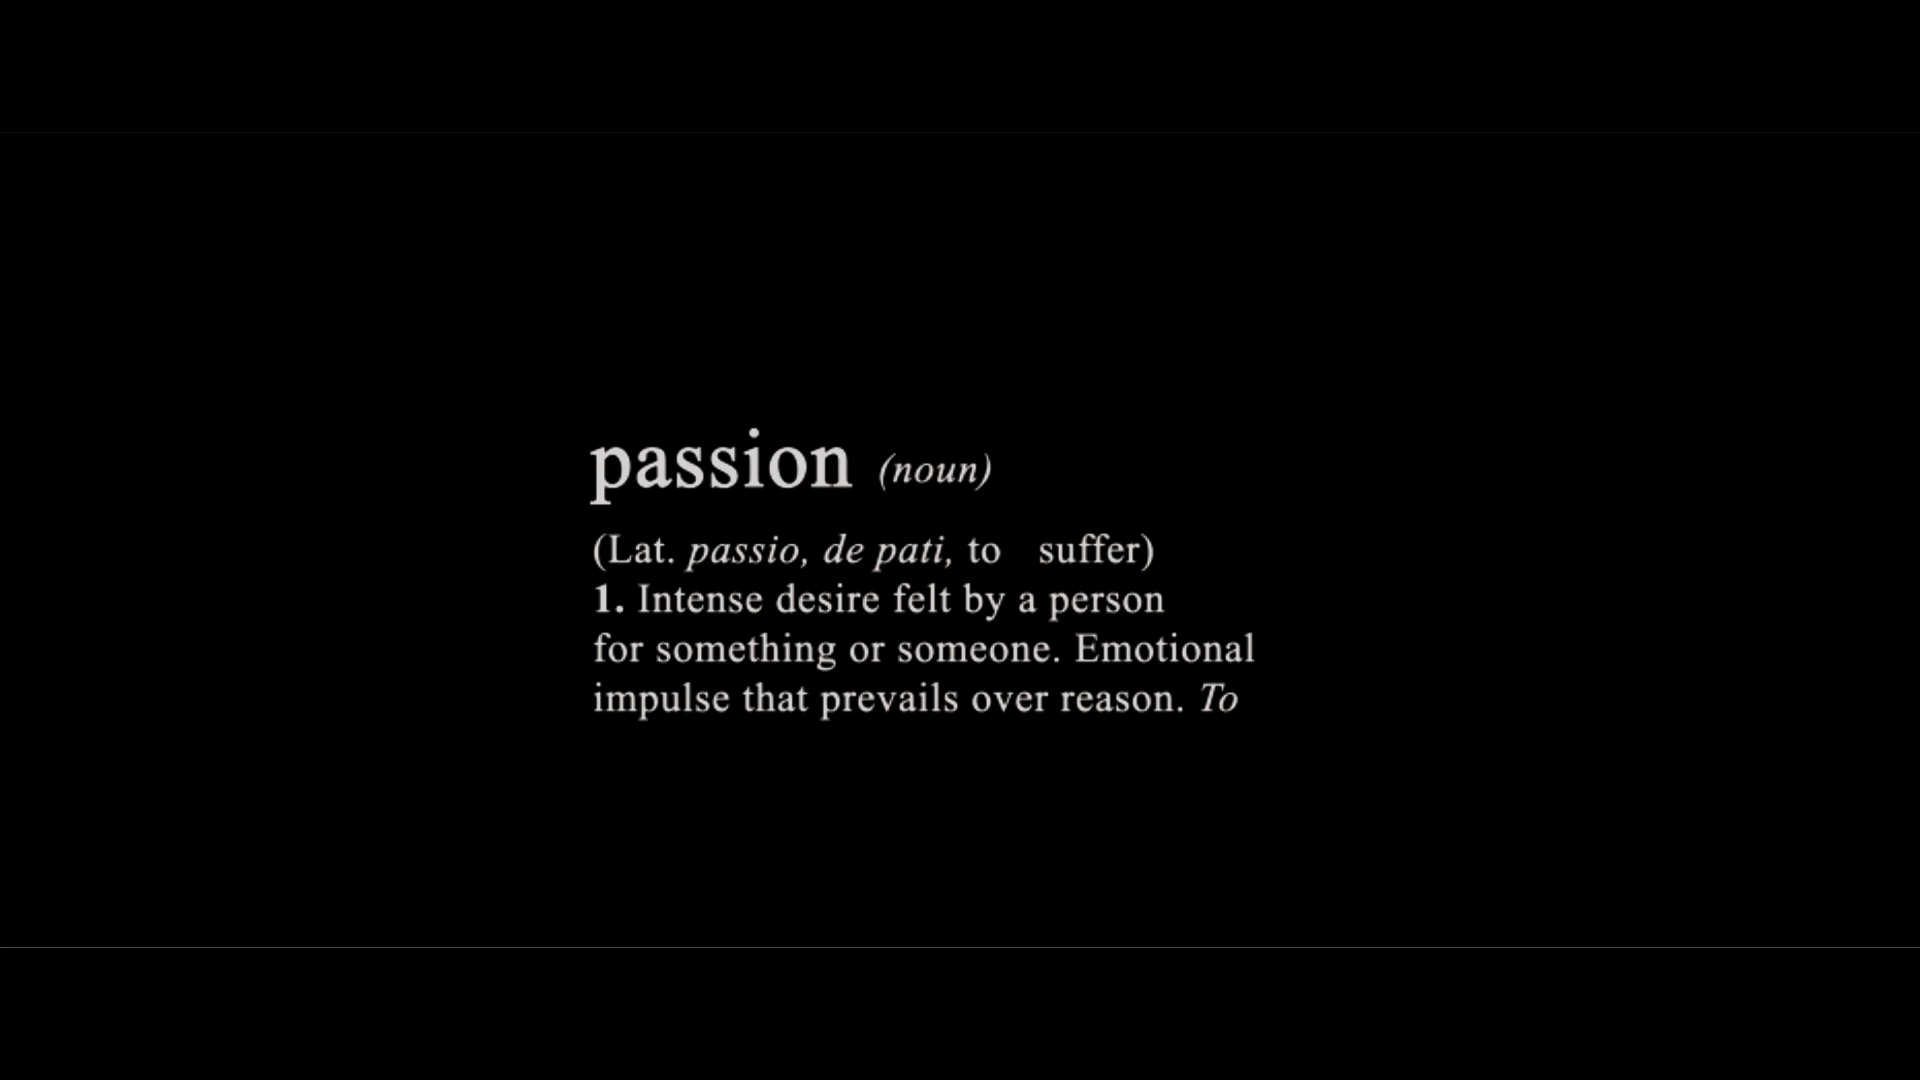 passion (noun)
(Lat. passio, de pati, to suffer)
1. Intense desire felt by a person
for something or someone. Emotional
impulse that prevails over reason. To